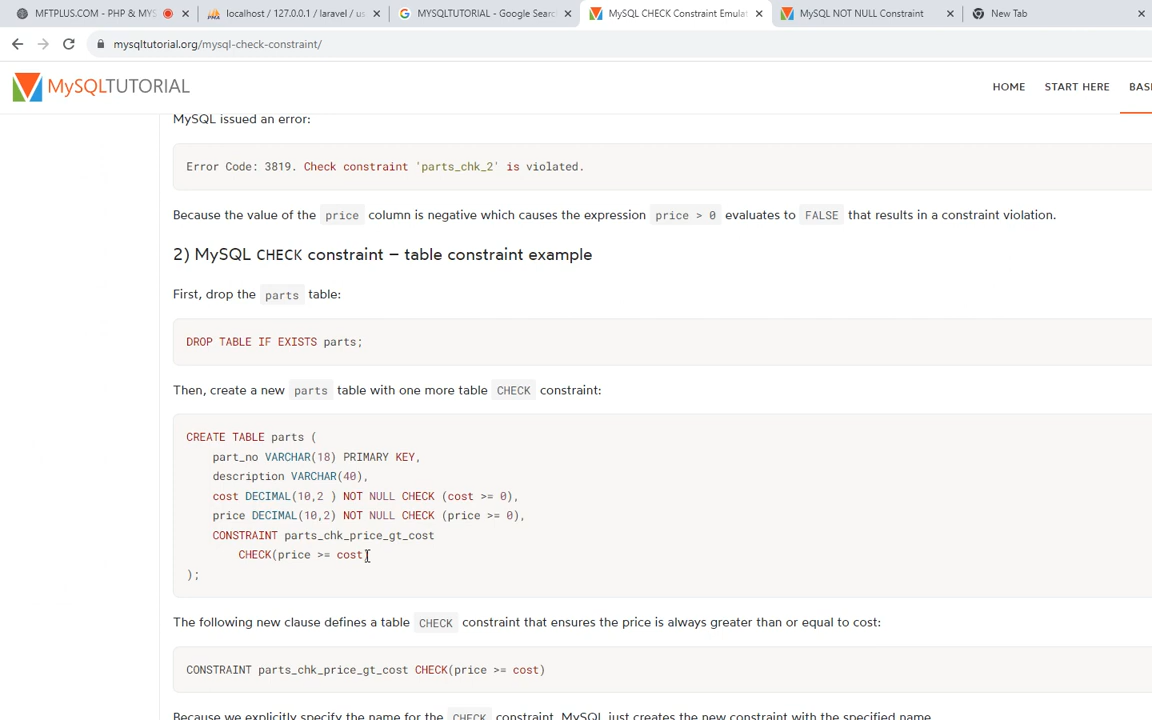 MFTPLUS.COM - PHP & MYS
localhost / 127.0.0.1 / laravel / us
MYSQLTUTORIAL - Google Sear
MySQL CHECK Constraint Emulat
MySQL NOT NULL Constraint
New Tab
mysqltutorial.org/mysql-check-constraint/
MySQLTUTORIAL
HOME
START HERE
BAS
MySQL issued an error:
Error Code: 3819. Check constraint 'parts_chk_2' is violated.
Because the value of the price column is negative which causes the expression price > 0 evaluates to FALSE that results in a constraint violation.
2) MySQL CHECK constraint – table constraint example
First, drop the parts table:
DROP TABLE IF EXISTS parts;
Then, create a new parts table with one more table CHECK constraint:
CREATE TABLE parts (
part_no VARCHAR(18) PRIMARY KEY,
description VARCHAR(40),
cost DECIMAL(10,2 ) NOT NULL CHECK (cost >= 0),
price DECIMAL(10,2) NOT NULL CHECK (price >= 0),
CONSTRAINT parts_chk_price_gt_cost
CHECK(price >= cost)
);
The following new clause defines a table CHECK constraint that ensures the price is always greater than or equal to cost:
CONSTRAINT parts_chk_price_gt_cost CHECK(price >= cost)
Because we explicitly specify the name for the CHECK constraint, MySQL just creates the new constraint with the specified name.